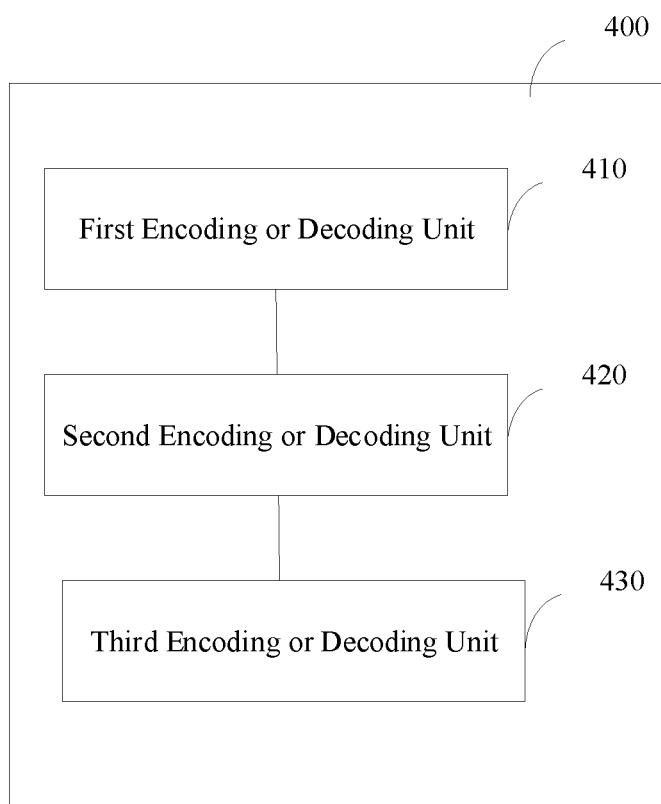 400
410
First Encoding or Decoding Unit
420
Second Encoding or Decoding Unit
430
Third Encoding or Decoding Unit